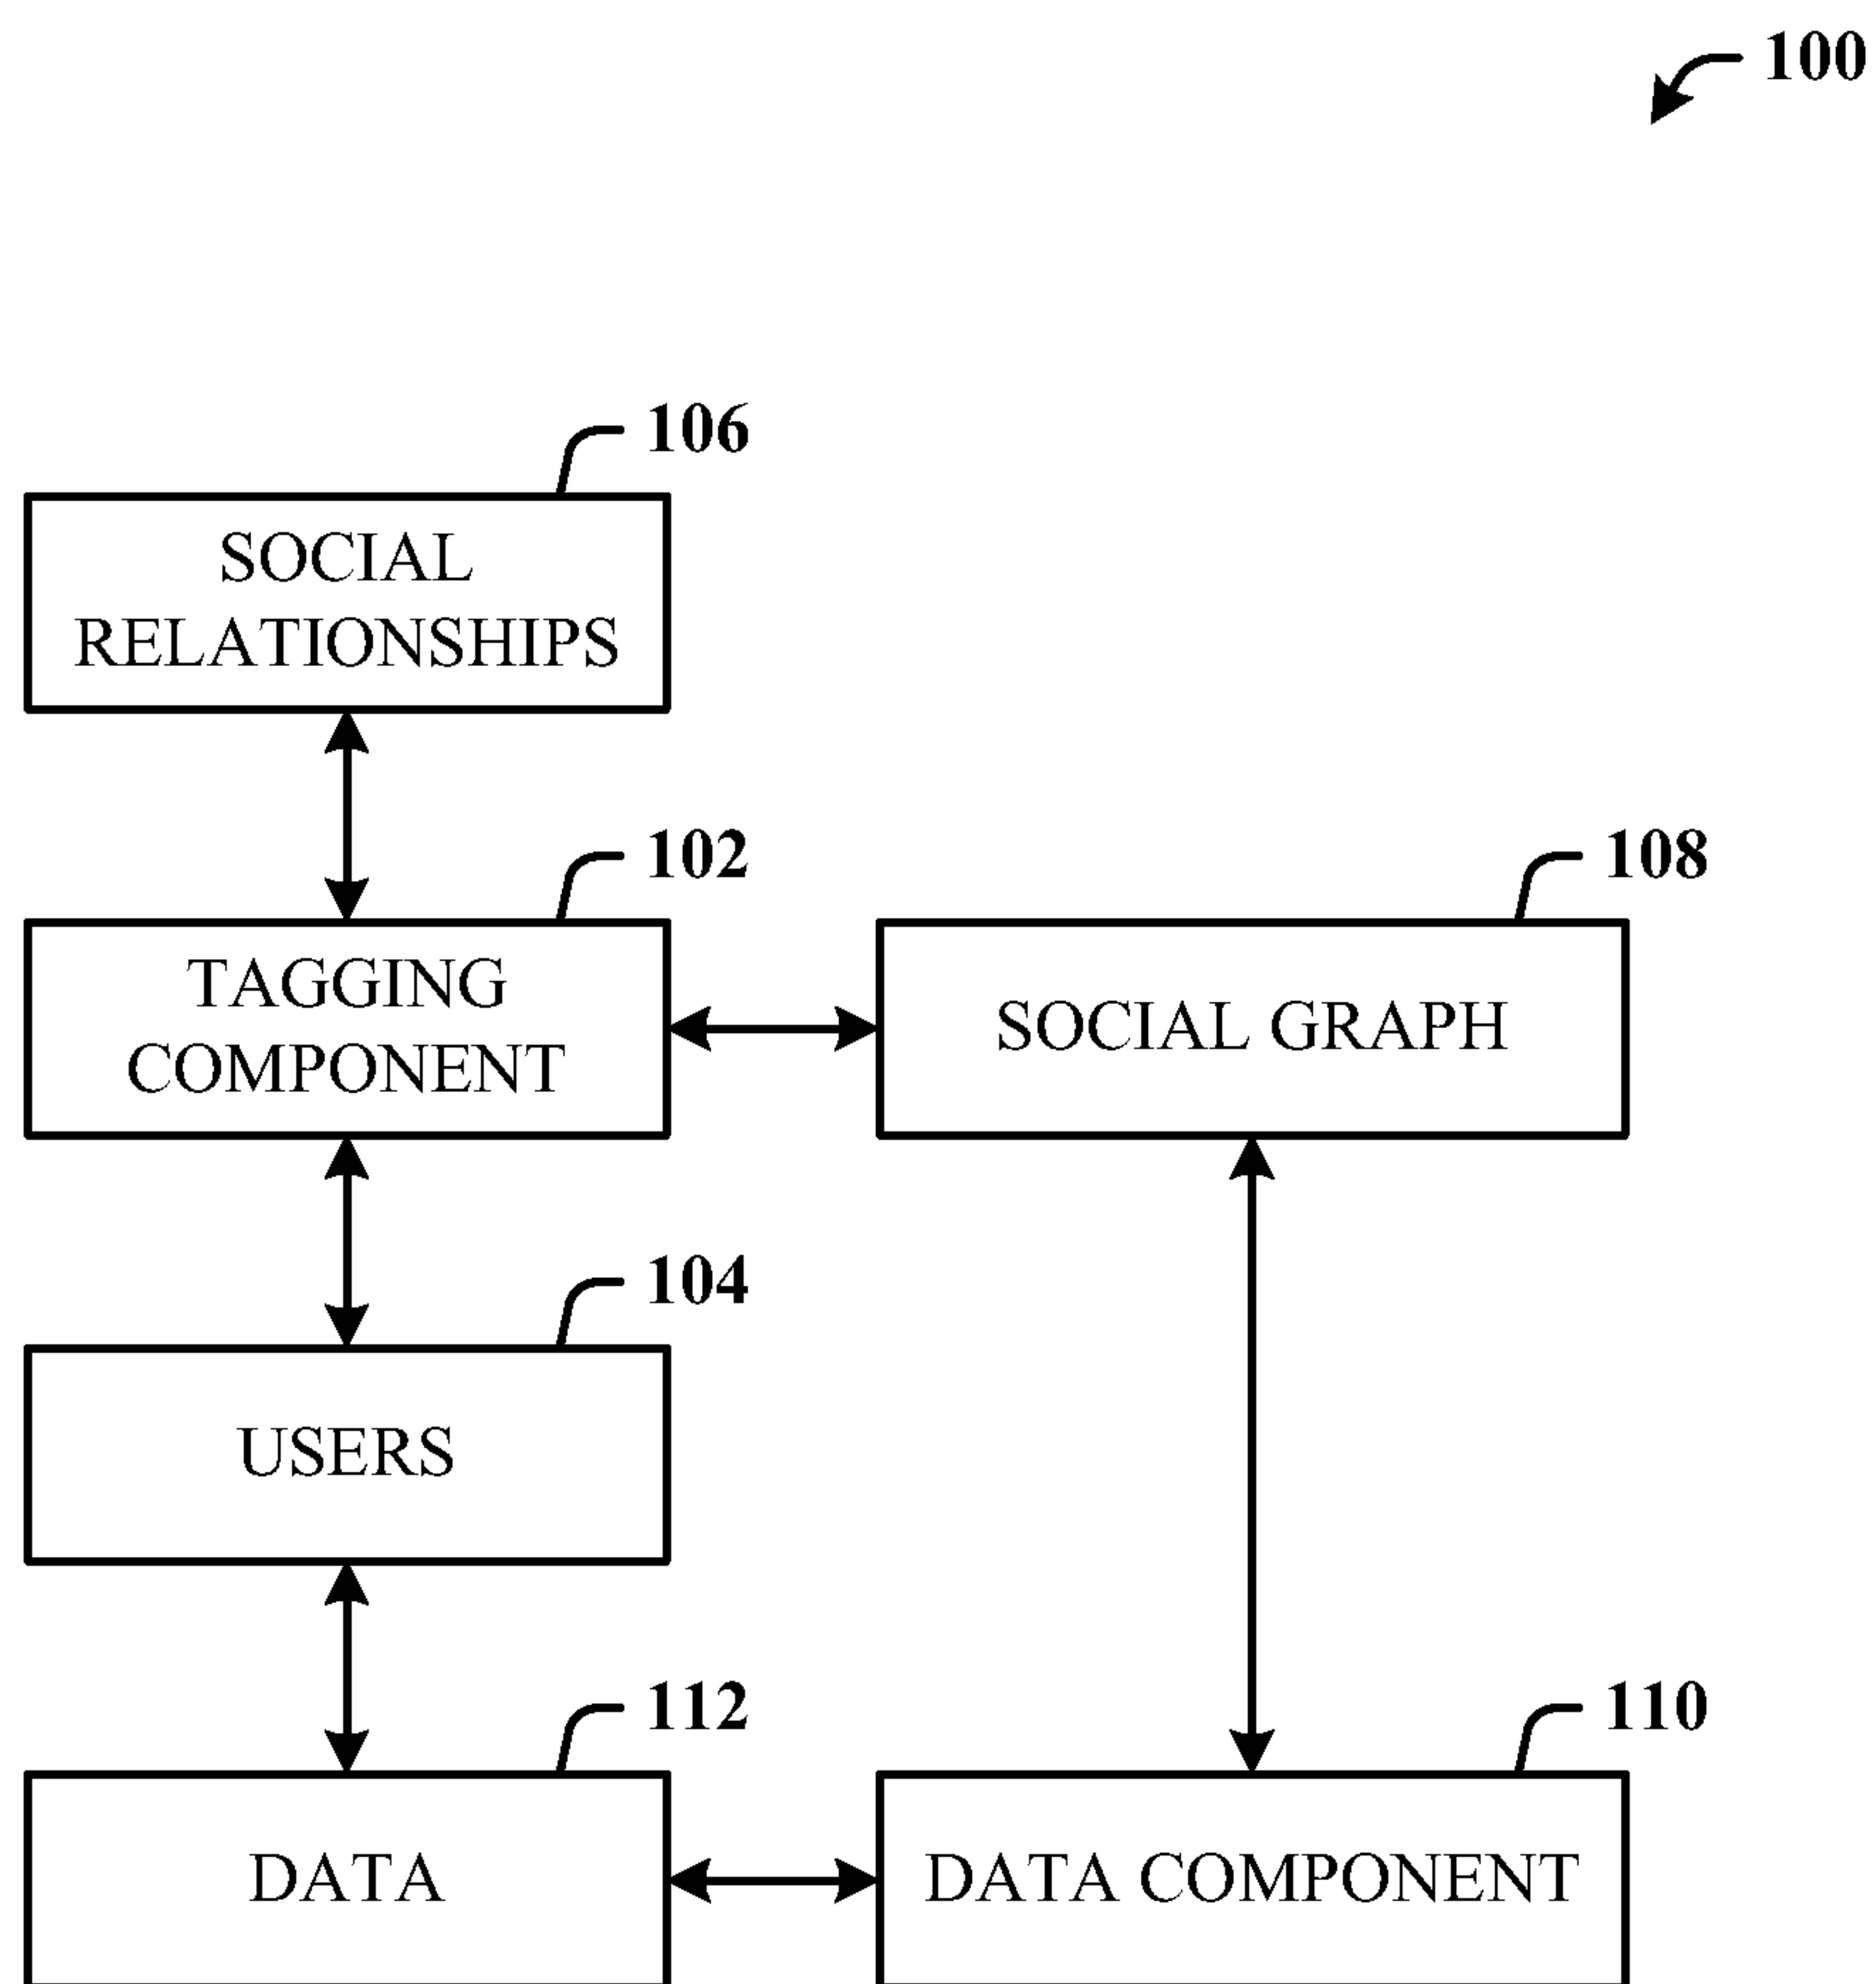 100
106
SOCIAL
RELATIONSHIPS
102
108
TAGGING
COMPONENT
SOCIAL GRAPH
104
USERS
112
110
DATA
DATA COMPONENT